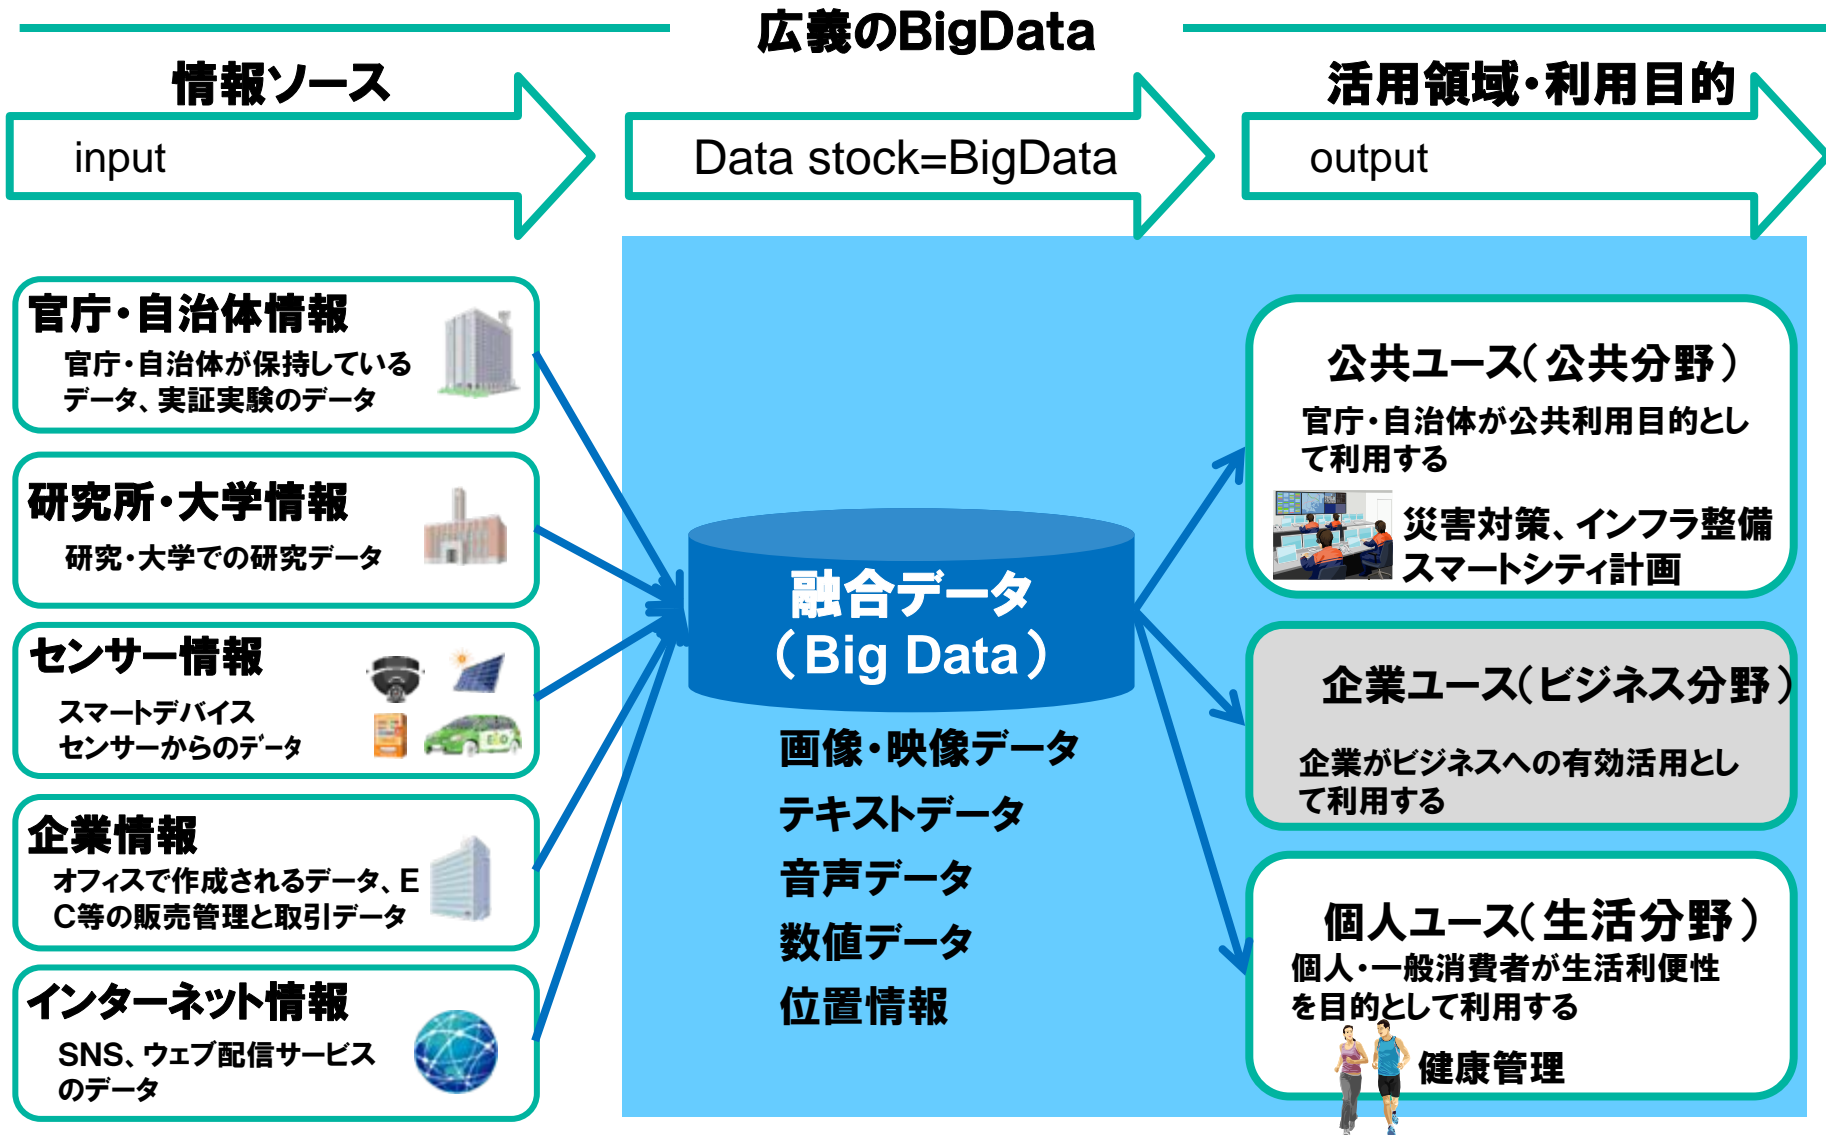 広義のBigData
情報ソース
input
Data stock=BigData
活用領域・利用目的
output
官庁・自治体情報
官庁・自治体が保持している
データ、実証実験のデータ
研究所・大学情報
研究・大学での研究データ
センサー情報
スマートデバイス
センサーからのデータ
企業情報
オフィスで作成されるデータ、E
C等の販売管理と取引データ
インターネット情報
SNS、ウェブ配信サービス
のデータ
融合データ
（Big Data）
画像・映像データ
テキストデータ
音声データ
数値データ
位置情報
公共ユース（公共分野）
官庁・自治体が公共利用目的とし
て利用する
災害対策、インフラ整備
スマートシティ計画
企業ユース（ビジネス分野）
企業がビジネスへの有効活用とし
て利用する
個人ユース（生活分野）
個人・一般消費者が生活利便性
を目的として利用する
健康管理